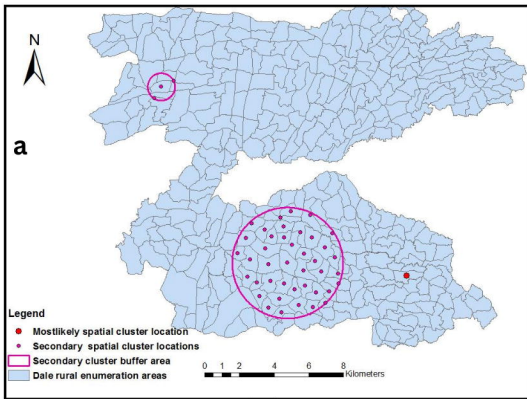 N
a
Legend
Mostlikely spatial cluster location
Secondary spatial cluster locations
Secondary cluster buffer area
Dale rural enumeration areas
0 1 2 4 6 8
Kilometers